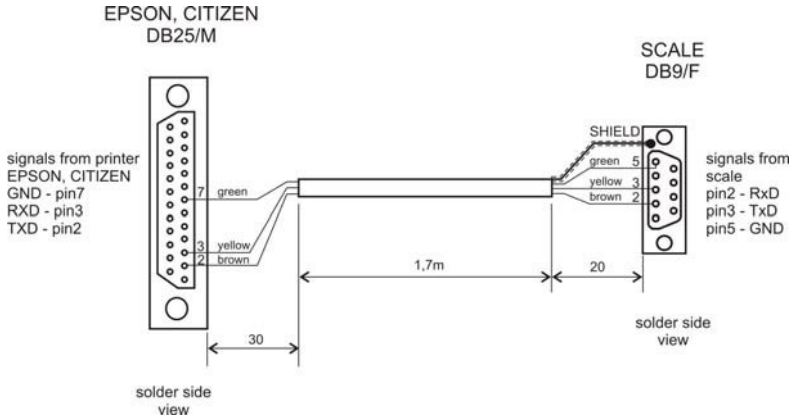 EPSON, CITIZEN
DB25/M
SCALE
DB9/F
signals from printer
EPSON, CITIZEN
GND - pin7
RXD - pin3
TXD - pin2
7 green
3 yellow
2 brown
SHIELD
green 5
yellow 3
brown 2
signals from
scale
pin2 - RxD
pin3 - TxD
pin5 - GND
1,7m
20
30
solder side
view
solder side
view